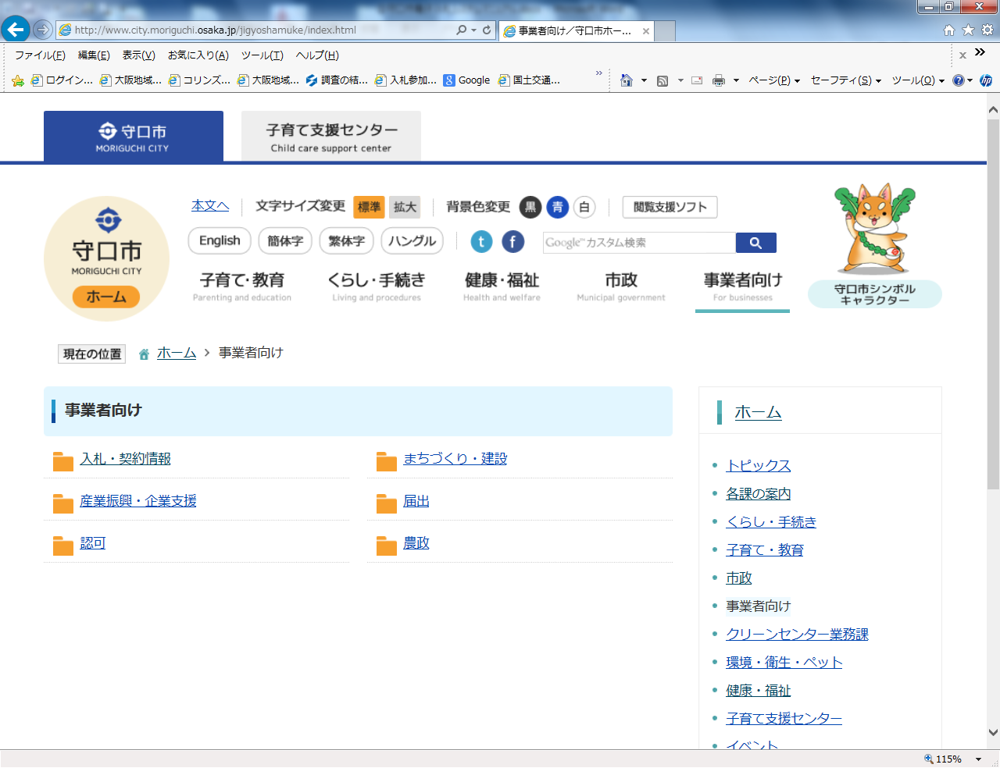 http://www.city.moriguchi.osaka.jp/jigyoshamuke/index.html
事業者向け／守口市ホー...
ファイル(F) 編集(E) 表示(V) お気に入り(A) ツール(T) ヘルプ(H)
ログイン... 大阪地域... コリンズ... 大阪地域... 調査の結... 入札参加... Google 国土交通... ページ(P) セーフティ(S) ツール(O)
守口市
MORIGUCHI CITY
子育て支援センター
Child care support center
本文へ 文字サイズ変更 標準 拡大 背景色変更 黒 青 白 閲覧支援ソフト
English 簡体字 繁体字 ハングル Google™カスタム検索
守口市
MORIGUCHI CITY
ホーム
子育て・教育 くらし・手続き 健康・福祉 市政 事業者向け
Parenting and education Living and procedures Health and welfare Municipal government For businesses
守口市シンボル
キャラクター
現在の位置 ホーム > 事業者向け
事業者向け
入札・契約情報 まちづくり・建設
産業振興・企業支援 届出
認可 農政
ホーム
トピックス
各課の案内
くらし・手続き
子育て・教育
市政
事業者向け
クリーンセンター業務課
環境・衛生・ペット
健康・福祉
子育て支援センター
イベント
115%